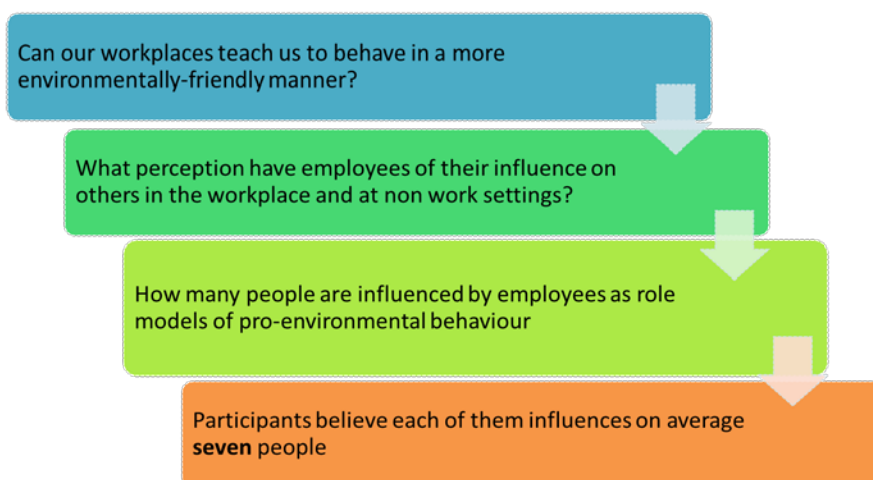 Can our workplaces teach us to behave in a more
environmentally-friendly manner?
What perception have employees of their influence on
others in the workplace and at non work settings?
How many people are influenced by employees as role
models of pro-environmental behaviour
Participants believe each of them influences on average
seven people